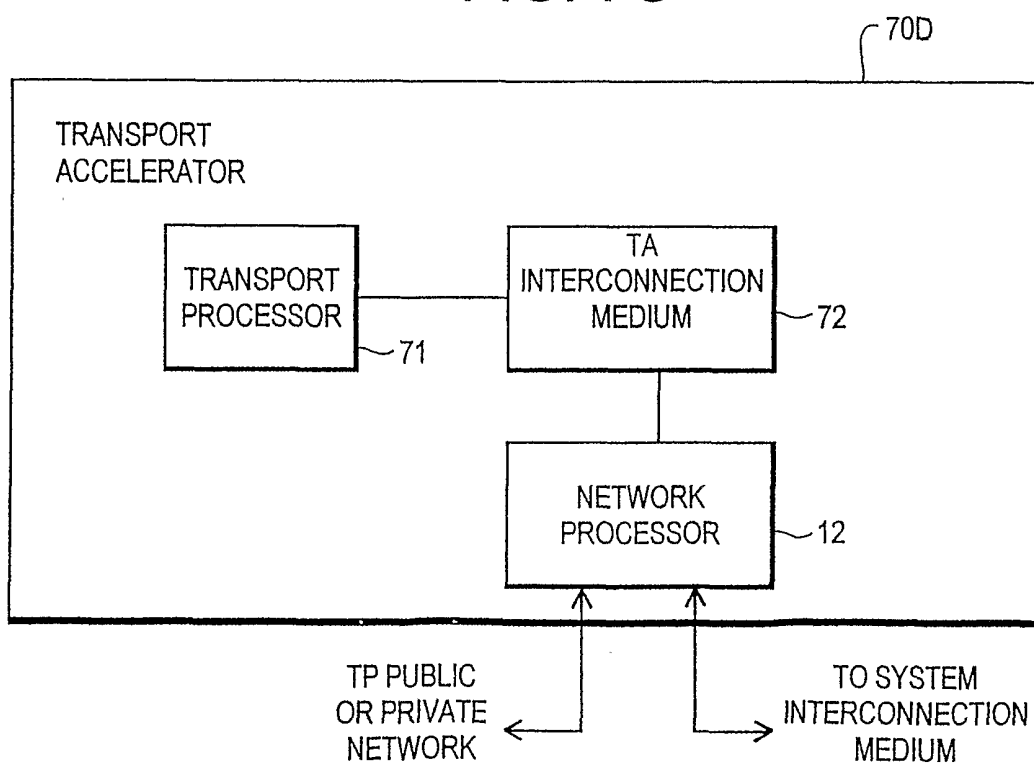 70D
TRANSPORT
ACCELERATOR
TRANSPORT
PROCESSOR
71
TA
INTERCONNECTION
MEDIUM
72
NETWORK
PROCESSOR
12
TP PUBLIC
OR PRIVATE
NETWORK
TO SYSTEM
INTERCONNECTION
MEDIUM